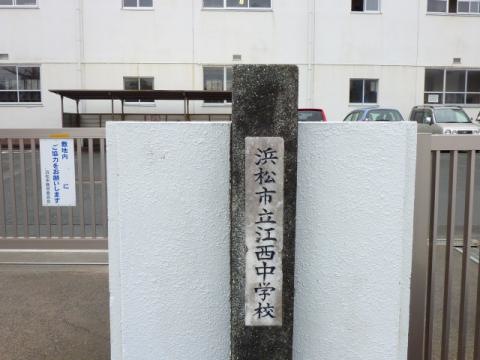 浜松市立江西中学校
敷地内　　に
ご協力をお願いします